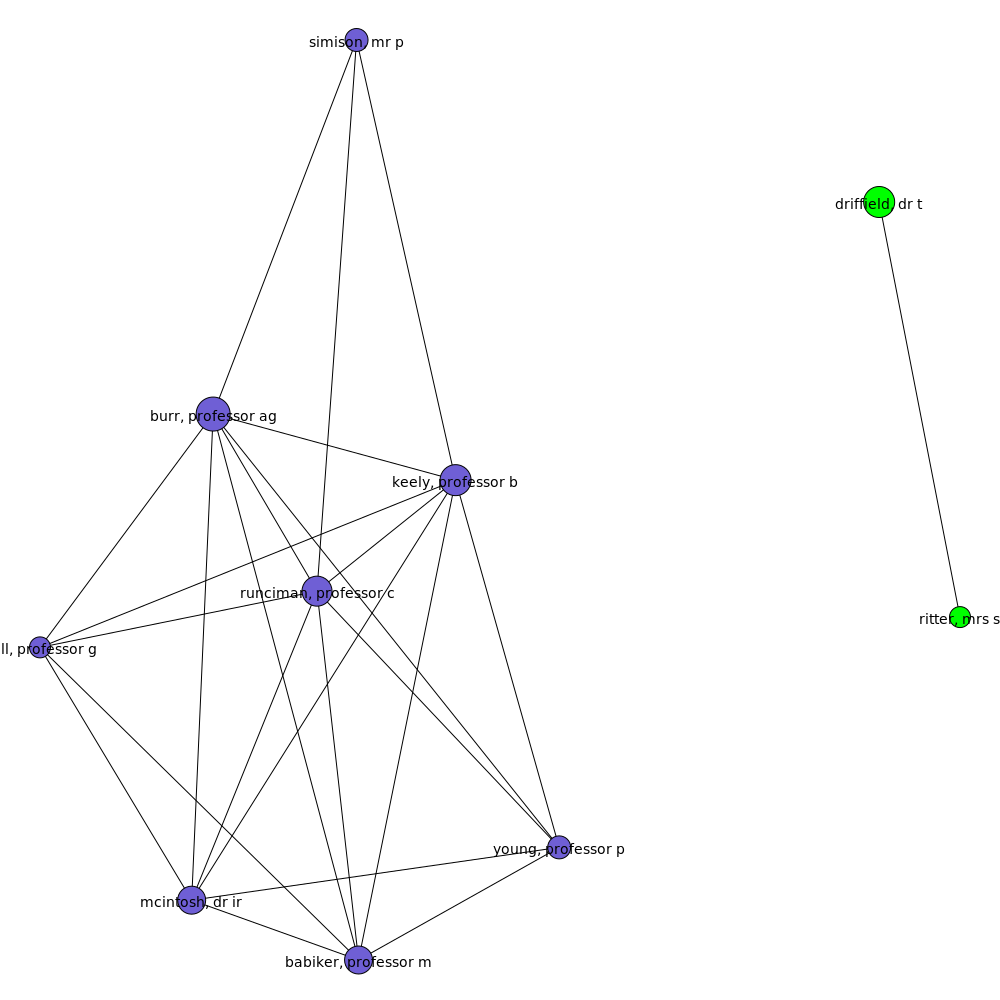 simison, mr p
driffield, dr t
burr, professor ag
keely, professor b
runciman, professor c
ritter, mrs s
ll, professor g
young, professor p
mcintosh, dr ir
babiker, professor m